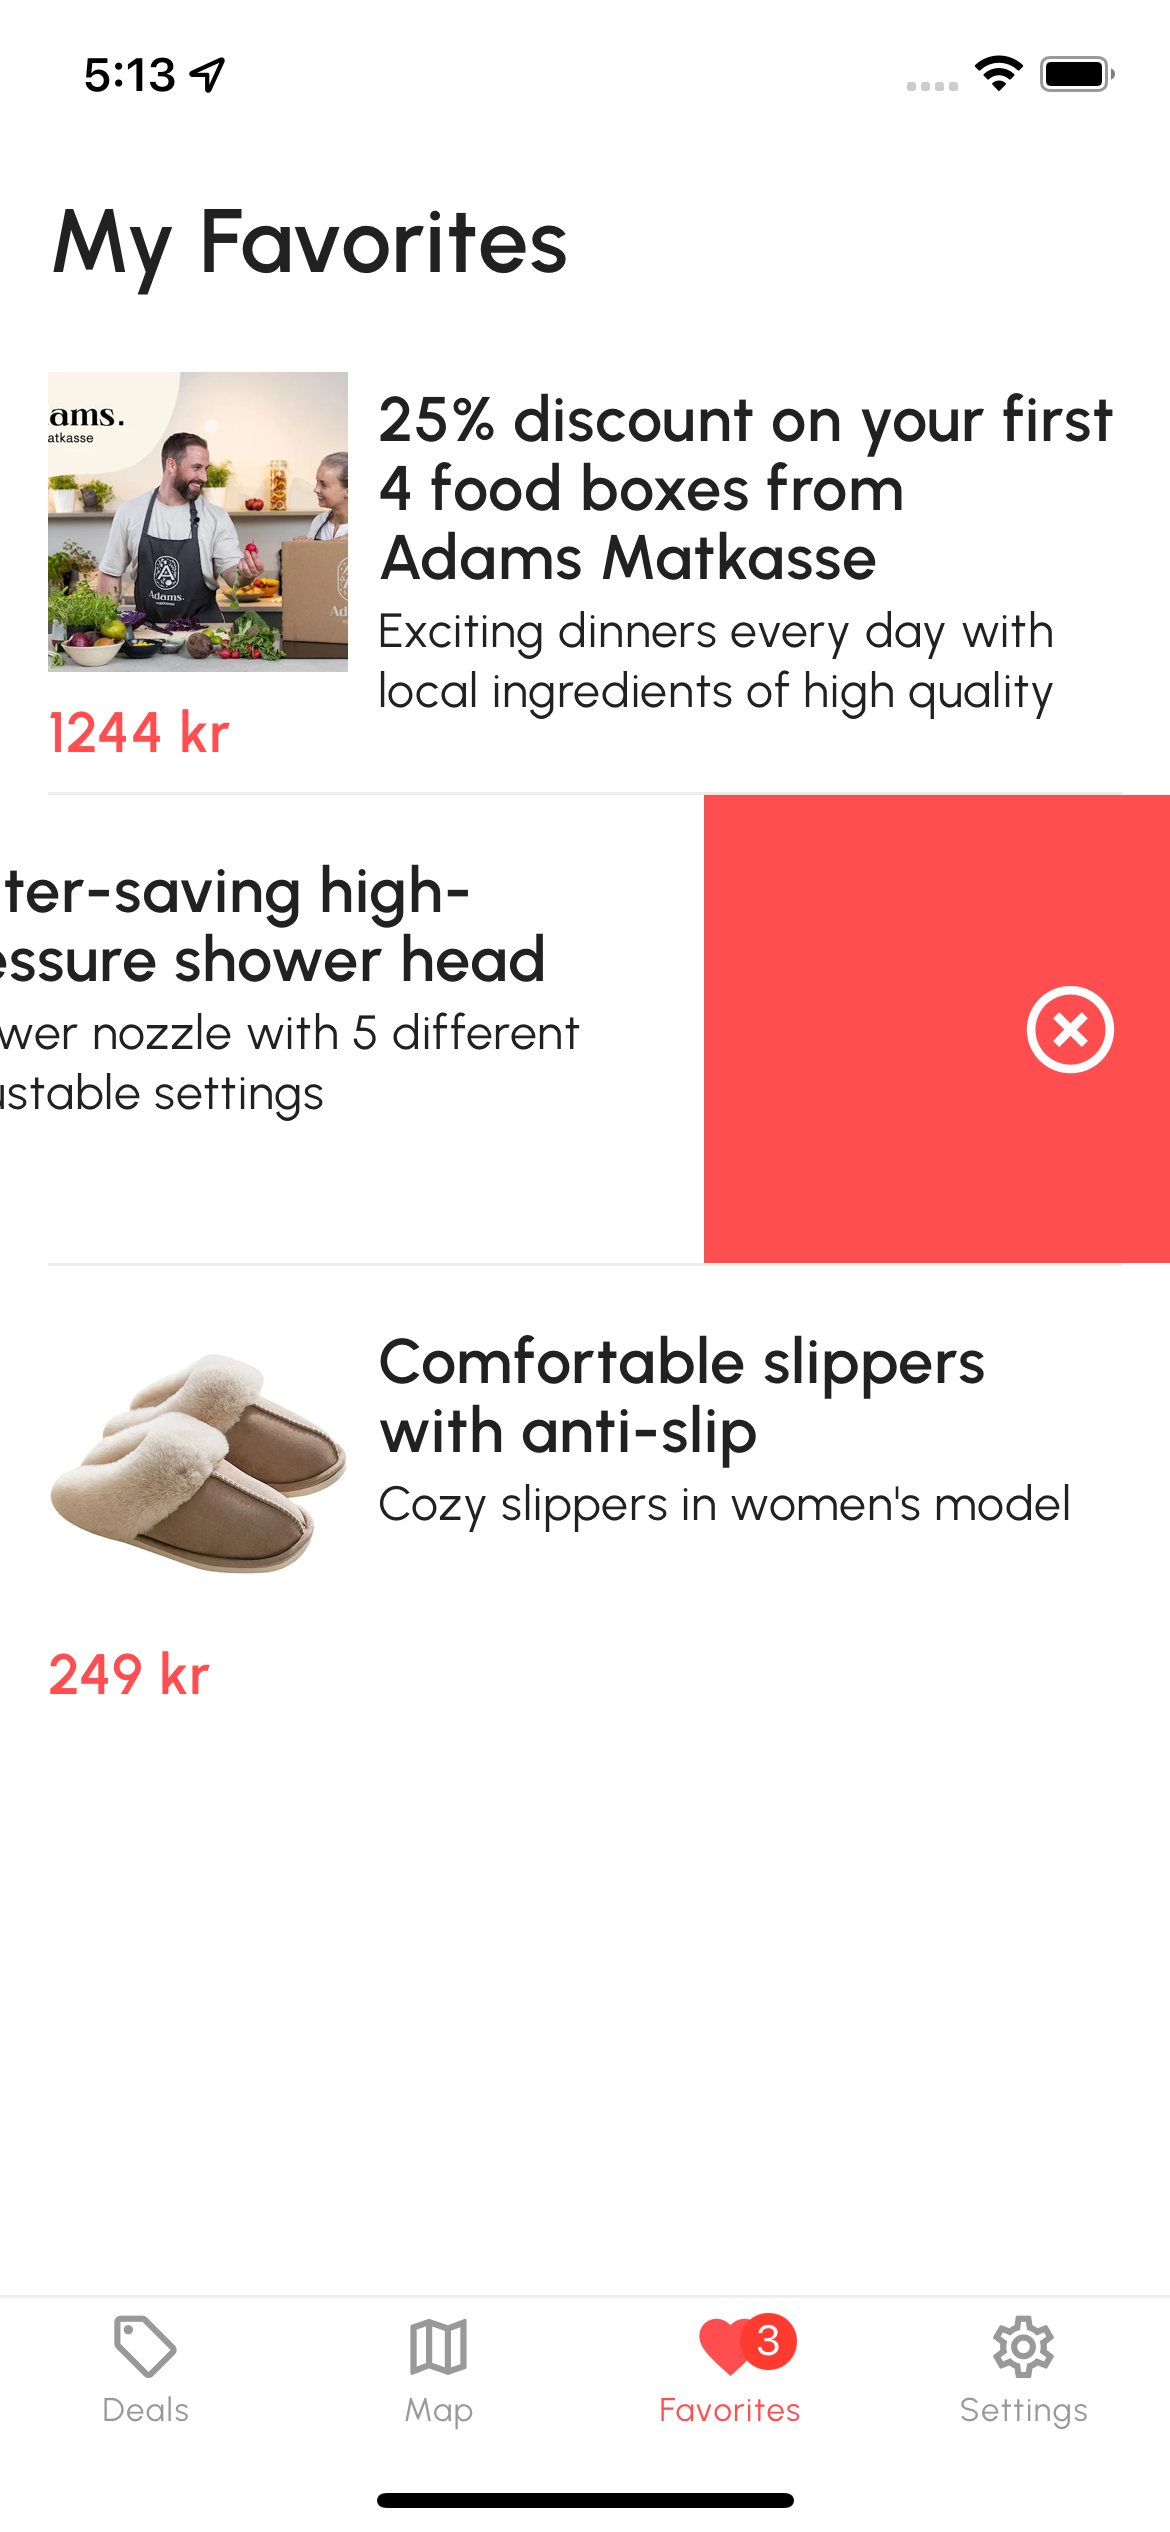 5:13
My Favorites
ams.
atkasse
Adams.
25% discount on your first
4 food boxes from
Adams Matkasse
Exciting dinners every day with
local ingredients of high quality
1244 kr
ter-saving high-
essure shower head
wer nozzle with 5 different
ustable settings
Comfortable slippers
with anti-slip
Cozy slippers in women's model
249 kr
3
Deals
Map
Favorites
Settings